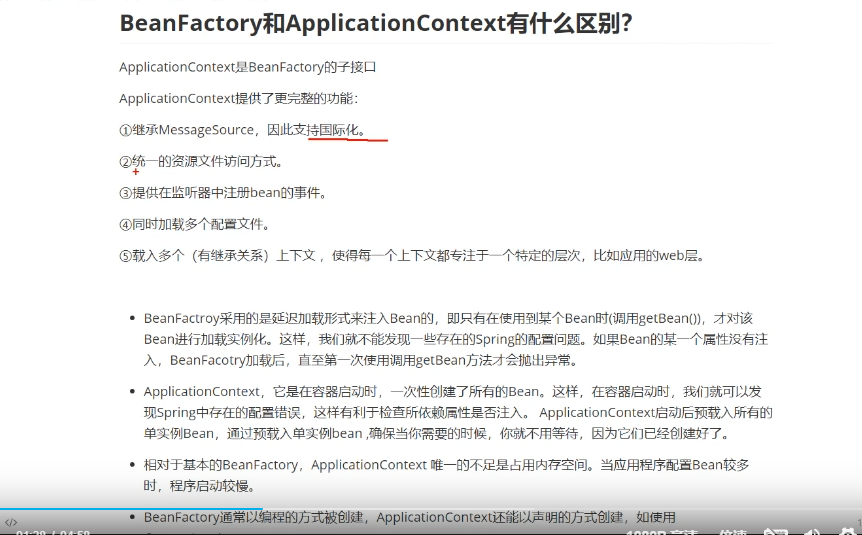 BeanFactory和ApplicationContext有什么区别?
ApplicationContext是BeanFactory的子接口
ApplicationContext提供了更完整的功能：
①继承MessageSource，因此支持国际化。
②统一的资源文件访问方式。
③提供在监听器中注册bean的事件。
④同时加载多个配置文件。
⑤载入多个（有继承关系）上下文 ，使得每一个上下文都专注于一个特定的层次，比如应用的web层。
BeanFactroy采用的是延迟加载形式来注入Bean的，即只有在使用到某个Bean时(调用getBean())，才对该
Bean进行加载实例化。这样，我们就不能发现一些存在的Spring的配置问题。如果Bean的某一个属性没有注
入，BeanFacotry加载后，直至第一次使用调用getBean方法才会抛出异常。
ApplicationContext，它是在容器启动时，一次性创建了所有的Bean。这样，在容器启动时，我们就可以发
现Spring中存在的配置错误，这样有利于检查所依赖属性是否注入。 ApplicationContext启动后预载入所有的
单实例Bean，通过预载入单实例bean ,确保当你需要的时候，你就不用等待，因为它们已经创建好了。
相对于基本的BeanFactory，ApplicationContext 唯一的不足是占用内存空间。当应用程序配置Bean较多
时，程序启动较慢。
BeanFactory通常以编程的方式被创建，ApplicationContext还能以声明的方式创建，如使用